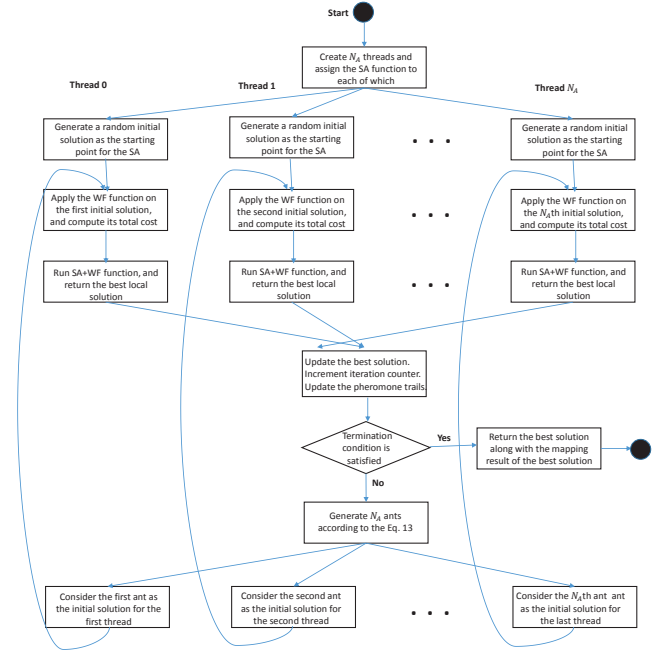 Start
Create N_A threads and
assign the SA function to
each of which
Thread 0
Thread 1
Thread N_A
Generate a random initial
solution as the starting
point for the SA
Generate a random initial
solution as the starting
point for the SA
Generate a random initial
solution as the starting
point for the SA
Apply the WF function on
the first initial solution,
and compute its total cost
Apply the WF function on
the second initial solution,
and compute its total cost
Apply the WF function on
the N_Ath initial solution,
and compute its total cost
Run SA+WF function, and
return the best local
solution
Run SA+WF function, and
return the best local
solution
Run SA+WF function, and
return the best local
solution
Update the best solution.
Increment iteration counter.
Update the pheromone trails.
Termination
condition is
satisfied
Yes
Return the best solution
along with the mapping
result of the best solution
No
Generate N_A ants
according to the Eq. 13
Consider the first ant as
the initial solution for the
first thread
Consider the second ant
as the initial solution for
the second thread
Consider the N_Ath ant ant
as the initial solution for
the last thread